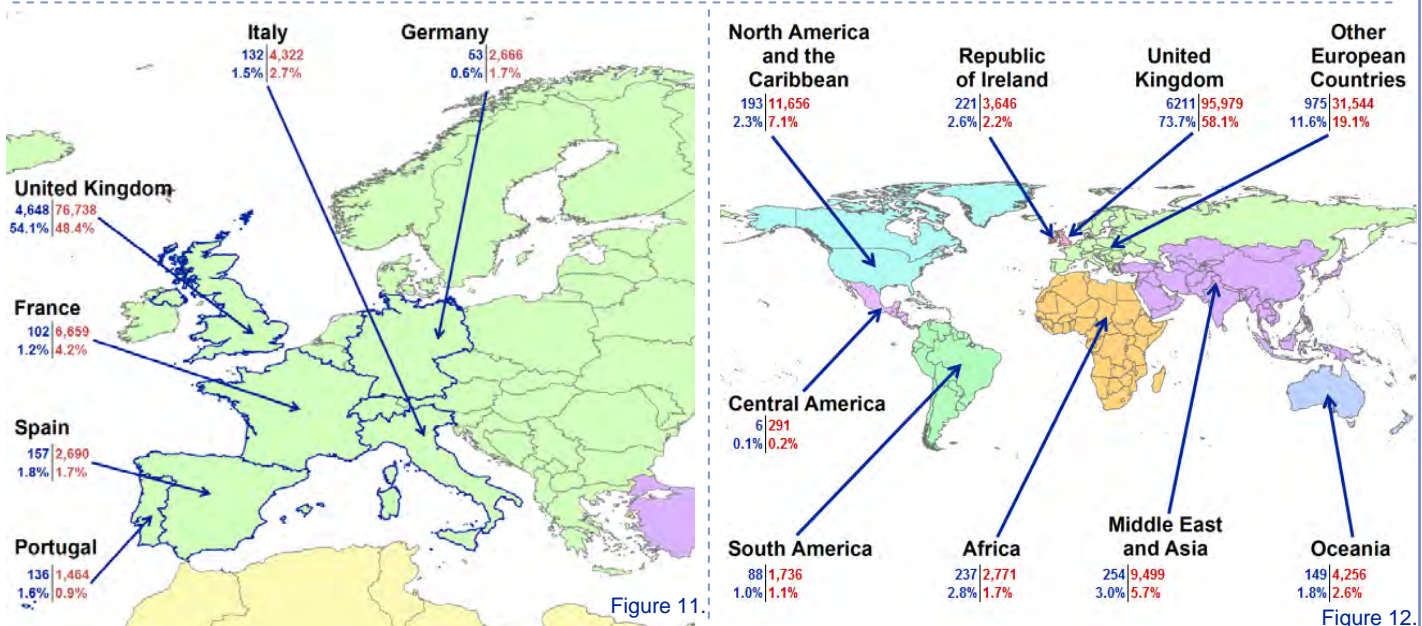 Italy
132 4,322
1.5% 2.7%
Germany
53 2,666
0.6% 1.7%
United Kingdom
4,648 76,738
54.1% 48.4%
France
102 6,659
1.2% 4.2%
Spain
157 2,690
1.8% 1.7%
Portugal
136 1,464
1.6% 0.9%
Figure 11.
North America
and the
Caribbean
193 11,656
2.3% 7.1%
Republic
of Ireland
221 3,646
2.6% 2.2%
United
Kingdom
6211 95,979
73.7% 58.1%
Other
European
Countries
975 31,544
11.6% 19.1%
Central America
6 291
0.1% 0.2%
South America
88 1,736
1.0% 1.1%
Africa
237 2,771
2.8% 1.7%
Middle East
and Asia
254 9,499
3.0% 5.7%
Oceania
149 4,256
1.8% 2.6%
Figure 12.